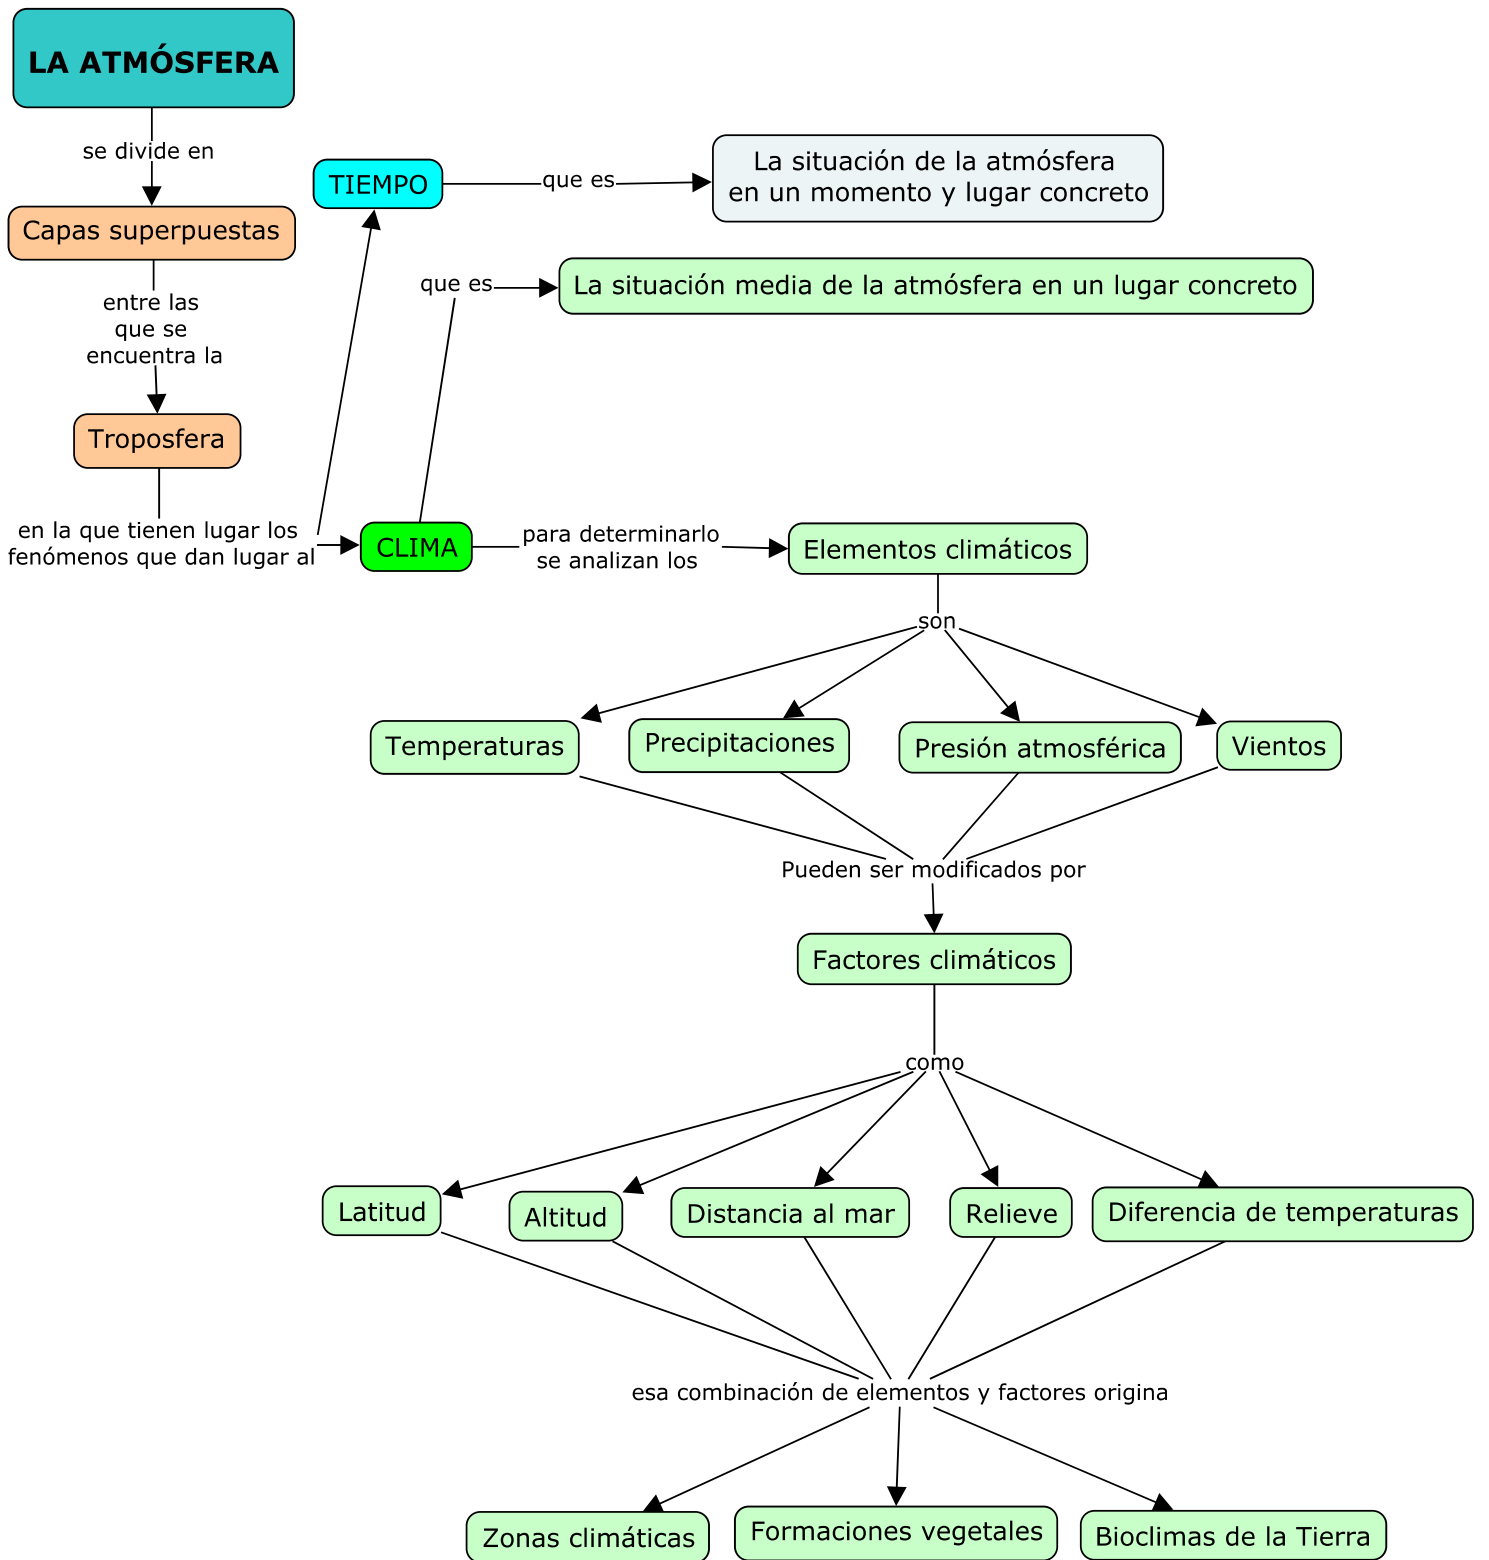 LA ATMÓSFERA
se divide en
Capas superpuestas
entre las
que se
encuentra la
Troposfera
en la que tienen lugar los
fenómenos que dan lugar al
TIEMPO
que es
La situación de la atmósfera
en un momento y lugar concreto
CLIMA
que es
La situación media de la atmósfera en un lugar concreto
para determinarlo
se analizan los
Elementos climáticos
son
Temperaturas
Precipitaciones
Presión atmosférica
Vientos
Pueden ser modificados por
Factores climáticos
como
Latitud
Altitud
Distancia al mar
Relieve
Diferencia de temperaturas
esa combinación de elementos y factores origina
Zonas climáticas
Formaciones vegetales
Bioclimas de la Tierra